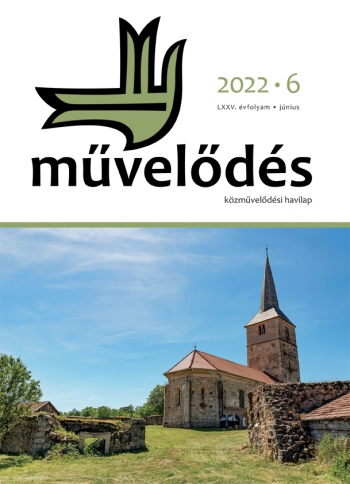 2022 • 6
LXXV. évfolyam • június
művelődés
közművelődési havilap